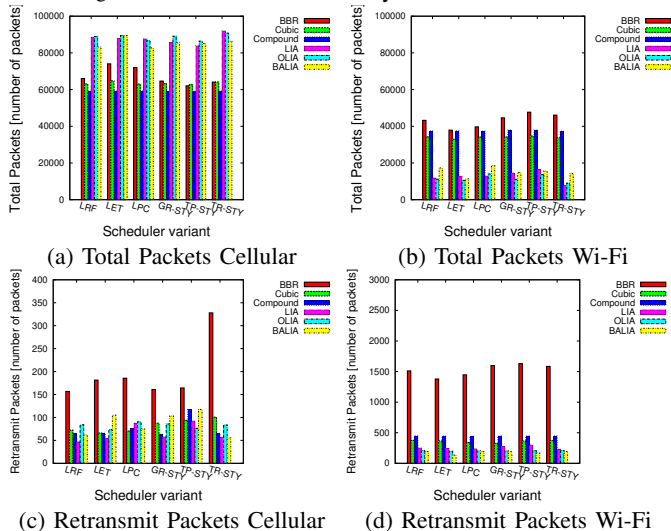 Total Packets [number of packets]
100000
80000
60000
40000
20000
0
LRF
LET
LPC
GR-STY
TP-STY
TR-STY
Scheduler variant
BBR
Cubic
Compound
LIA
OLIA
BALIA
(a) Total Packets Cellular
Total Packets [number of packets]
100000
80000
60000
40000
20000
0
LRF
LET
LPC
GR-STY
TP-STY
TR-STY
Scheduler variant
BBR
Cubic
Compound
LIA
OLIA
BALIA
(b) Total Packets Wi-Fi
Retransmit Packets [number of packets]
400
350
300
250
200
150
100
50
0
LRF
LET
LPC
GR-STY
TP-STY
TR-STY
Scheduler variant
BBR
Cubic
Compound
LIA
OLIA
BALIA
(c) Retransmit Packets Cellular
Retransmit Packets [number of packets]
3000
2500
2000
1500
1000
500
0
LRF
LET
LPC
GR-STY
TP-STY
TR-STY
Scheduler variant
BBR
Cubic
Compound
LIA
OLIA
BALIA
(d) Retransmit Packets Wi-Fi